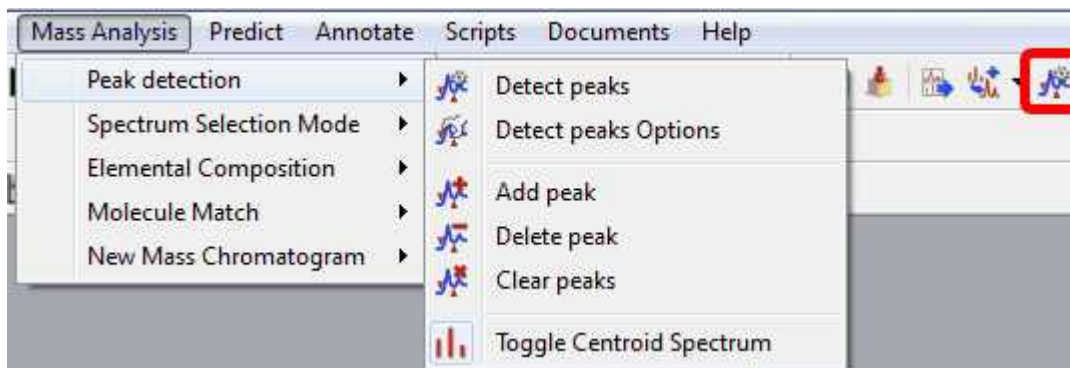 Mass Analysis Predict Annotate Scripts Documents Help
Peak detection
Spectrum Selection Mode
Elemental Composition
Molecule Match
New Mass Chromatogram
Detect peaks
Detect peaks Options
Add peak
Delete peak
Clear peaks
Toggle Centroid Spectrum